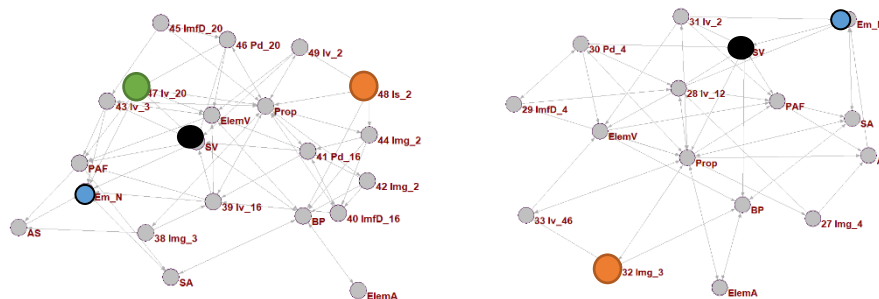 45 ImfD_20
46 Pd_20
49 Iv_2
47 Iv_20
48 Is_2
43 Iv_3
Prop
ElemV
44 Img_2
SV
41 Pd_16
PAF
42 Img_2
Em_N
39 Iv_16
BP
40 ImfD_16
AS
38 Img_3
SA
ElemA
31 Iv_2
Em_N
30 Pd_4
SV
28 Iv_12
29 ImfD_4
PAF
ElemV
SA
Prop
33 Iv_46
BP
27 Img_4
32 Img_3
ElemA